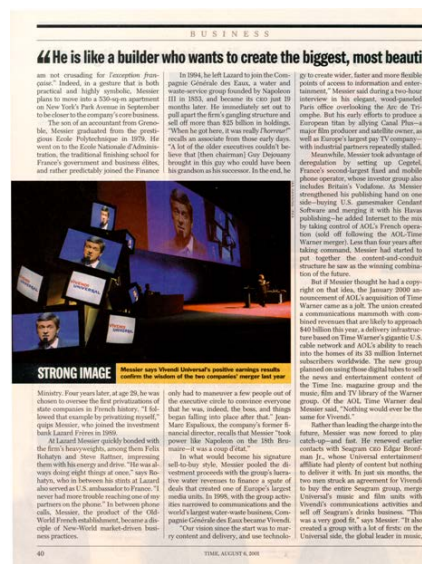 BUSINESS
“He is like a builder who wants to create the biggest, most beauti
am not crusading for l'exception fran-
çaise." Indeed, in a gesture that is both
practical and highly symbolic, Messier
plans to move into a 530-sq-m apartment
on New York's Park Avenue in September
to be closer to the company's core business.
The son of an accountant from Greno-
ble, Messier graduated from the presti-
gious Ecole Polytechnique in 1976. He
went on to the Ecole Nationale d'Adminis-
tration, the traditional finishing school for
France's government and business élites,
and rather predictably joined the Finance
STRONG IMAGE
Messier says Vivendi Universal's positive earnings results
confirm the wisdom of the two companies' merger last year
Ministry. Four years later, at age 29, he was
chosen to oversee the first privatizations of
state companies in French history. "I fol-
lowed that example by privatizing myself,"
quips Messier, who joined the investment
bank Lazard Frères in 1989.
At Lazard Messier quickly bonded with
the firm's heavyweights, among them Felix
Rohatyn and Steve Rattner, impressing
them with his energy and drive. "He was al-
ways doing eight things at once," says Ro-
hatyn, who in between his stints at Lazard
also served as U.S. ambassador to France. "I
never had more trouble reaching one of my
partners on the phone." In between phone
calls, Messier, the product of the Old-
World French establishment, became a dis-
ciple of New-World market-driven busi-
ness practices.
In 1994, he left Lazard to join the Com-
pagnie Générale des Eaux, a water and
waste-service group founded by Napoleon
III in 1853, and became its CEO just 19
months later. He immediately set out to
pull apart the firm's gangling structure and
sell off more than $25 billion in holdings.
"When he got here, it was really l'horreur!"
recalls an associate from those early days.
"A lot of the older executives couldn't be-
lieve that [then chairman] Guy Dejouany
brought in this guy who could have been
his grandson as his successor. In the end, he
only had to maneuver a few people out of
the executive circle to convince everyone
that he was, indeed, the boss, and things
began falling into place after that."
Marc Espalioux, the company's former fi-
nancial director, recalls that Messier "took
power like Napoleon on the 18th Bru-
maire—it was a coup d'état."
In what would become his signature
sell-to-buy style, Messier pooled the di-
vestment proceeds with the group's lucra-
tive water revenues to finance a spate of
deals that created one of Europe's largest
media units. In 1998, with the group activ-
ities narrowed to communications and the
world's largest water-waste business, Com-
pagnie Générale des Eaux became Vivendi.
"Our vision since the start was to mar-
ry content and delivery, and use technolo-
gy to create wider, faster and more flexible
points of access to information and enter-
tainment," Messier said during a two-hour
interview in his elegant, wood-paneled
Paris office overlooking the Arc de Tri-
omphe. But his early efforts to produce a
European titan by allying Canal Plus—a
major film producer and satellite owner, as
well as Europe's largest pay TV company—
with industrial partners repeatedly stalled.
Meanwhile, Messier took advantage of
deregulation by setting up Cegetel,
France's second-largest fixed and mobile
phone operator, whose investor group also
includes Britain's Vodafone. As Messier
strengthened his publishing hand on one
side—buying U.S. gamesmaker Cendant
Software and merging it with his Havas
publishing—he added Internet to the mix
by taking control of AOL's French opera-
tion (sold off following the AOL-Time
Warner merger). Less than four years after
taking command, Messier had started to
put together the content-and-conduit
structure he saw as the winning combina-
tion of the future.
But if Messier thought he had a copy-
right on that idea, the January 2000 an-
nouncement of AOL's acquisition of Time
Warner came as a jolt. The union created
a communications mammoth with com-
bined revenues that are likely to approach
$40 billion this year, a delivery infrastruc-
ture based on Time Warner's gigantic U.S.
cable network and AOL's ability to reach
into the homes of its 33 million Internet
subscribers worldwide. The new group
planned on using those digital tubes to sell
the news and entertainment content of
the Time Inc. magazine group and the
music, film and TV library of the Warner
group. Of the AOL Time Warner deal
Messier said, "Nothing would ever be the
same for Vivendi."
Rather than leading the charge into the
future, Messier was now forced to play
catch-up—and fast. He renewed earlier
contacts with Seagram CEO Edgar Bronf-
man Jr., whose Universal entertainment
affiliate had plenty of content but nothing
to deliver it with. In just six months, the
two men struck an agreement for Vivendi
to buy the entire Seagram group, merge
Universal's music and film units with
Vivendi's communications activities and
sell off Seagram's drinks business. "This
was a very good fit," says Messier. "It also
created a group with a lot of firsts: on the
Universal side, the global leader in music,
40
TIME, AUGUST 6, 2001